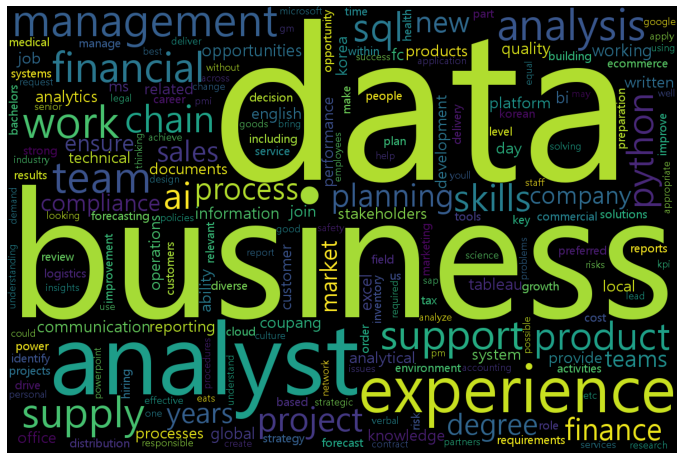 management
data
business
analyst
experience
analysis
sql
new
financial
work
chain
team
ai
process
planning
skills
company
python
support
product
supply
project
degree
finance
years
sales
ensure
compliance
market
teams
medical
manage
best
deliver
microsoft
gm
time
part
google
health
job
systems
request
senior
bachelors
analytics
ms
related
legal
career
pmi
across
change
without
opportunities
opportunity
korea
within
fc
products
success
application
quality
building
working
apply
using
ecommerce
equal
written
well
bi
may
platform
people
decision
english
goods
bring
including
service
make
performance
employees
plan
help
development
delivery
korean
level
day
solving
preparation
improve
appropriate
strong
industry
results
technical
achieve
thinking
documents
design
demand
looking
forecasting
policies
information
join
stakeholders
youll
staff
tools
key
commercial
solutions
understanding
review
logistics
insights
improvement
use
operations
customers
relevant
ability
good
report
diverse
safety
customer
field
excel
inventory
marketing
science
sap
tableau
preferred
growth
problems
risks
local
lead
reports
kpi
could
communication
reporting
cloud
culture
coupang
order
required
tax
analyze
cost
power
identify
projects
drive
personal
powerpoint
hiring
procedures
understand
eats
network
based
strategic
issues
analytical
environment
pm
system
accounting
possible
provide
activities
etc
office
processes
effective
one
global
strategy
forecast
verbal
risk
knowledge
contract
partners
requirements
role
services
research
distribution
responsible
create